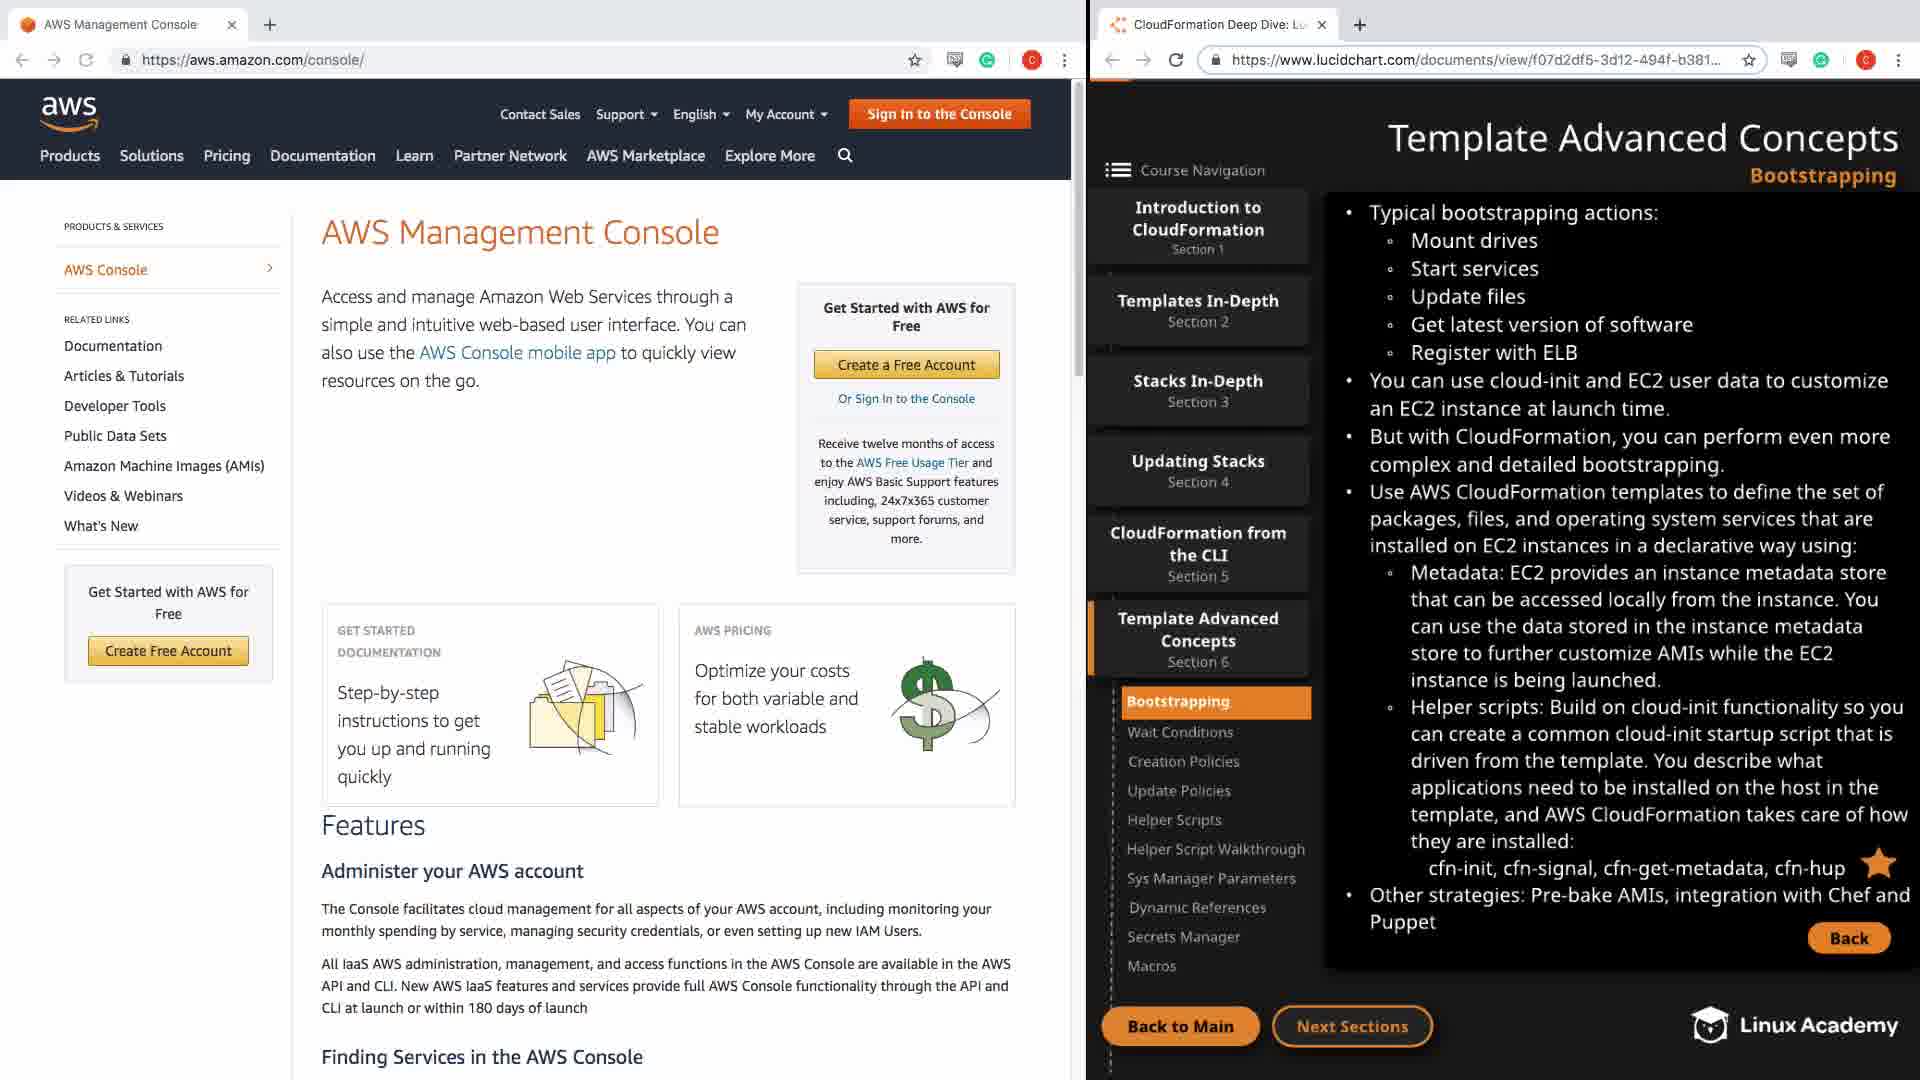 AWS Management Console
https://aws.amazon.com/console/
C
aws
Contact Sales Support English My Account Sign In to the Console
Products Solutions Pricing Documentation Learn Partner Network AWS Marketplace Explore More
PRODUCTS & SERVICES
AWS Console
RELATED LINKS
Documentation
Articles & Tutorials
Developer Tools
Public Data Sets
Amazon Machine Images (AMIs)
Videos & Webinars
What's New
Get Started with AWS for
Free
Create Free Account
AWS Management Console
Access and manage Amazon Web Services through a
simple and intuitive web-based user interface. You can
also use the AWS Console mobile app to quickly view
resources on the go.
Get Started with AWS for
Free
Create a Free Account
Or Sign In to the Console
Receive twelve months of access
to the AWS Free Usage Tier and
enjoy AWS Basic Support features
including, 24x7x365 customer
service, support forums, and
more.
GET STARTED
DOCUMENTATION
Step-by-step
instructions to get
you up and running
quickly
AWS PRICING
Optimize your costs
for both variable and
stable workloads
Features
Administer your AWS account
The Console facilitates cloud management for all aspects of your AWS account, including monitoring your
monthly spending by service, managing security credentials, or even setting up new IAM Users.
All IaaS AWS administration, management, and access functions in the AWS Console are available in the AWS
API and CLI. New AWS IaaS features and services provide full AWS Console functionality through the API and
CLI at launch or within 180 days of launch
Finding Services in the AWS Console
CloudFormation Deep Dive: Lu
https://www.lucidchart.com/documents/view/f07d2df5-3d12-494f-b381...
C
Template Advanced Concepts
Bootstrapping
Course Navigation
Introduction to
CloudFormation
Section 1
Templates In-Depth
Section 2
Stacks In-Depth
Section 3
Updating Stacks
Section 4
CloudFormation from
the CLI
Section 5
Template Advanced
Concepts
Section 6
Bootstrapping
Wait Conditions
Creation Policies
Update Policies
Helper Scripts
Helper Script Walkthrough
Sys Manager Parameters
Dynamic References
Secrets Manager
Macros
• Typical bootstrapping actions:
◦ Mount drives
◦ Start services
◦ Update files
◦ Get latest version of software
◦ Register with ELB
• You can use cloud-init and EC2 user data to customize
an EC2 instance at launch time.
• But with CloudFormation, you can perform even more
complex and detailed bootstrapping.
• Use AWS CloudFormation templates to define the set of
packages, files, and operating system services that are
installed on EC2 instances in a declarative way using:
◦ Metadata: EC2 provides an instance metadata store
that can be accessed locally from the instance. You
can use the data stored in the instance metadata
store to further customize AMIs while the EC2
instance is being launched.
◦ Helper scripts: Build on cloud-init functionality so you
can create a common cloud-init startup script that is
driven from the template. You describe what
applications need to be installed on the host in the
template, and AWS CloudFormation takes care of how
they are installed:
cfn-init, cfn-signal, cfn-get-metadata, cfn-hup
• Other strategies: Pre-bake AMIs, integration with Chef and
Puppet
Back
Back to Main Next Sections
Linux Academy